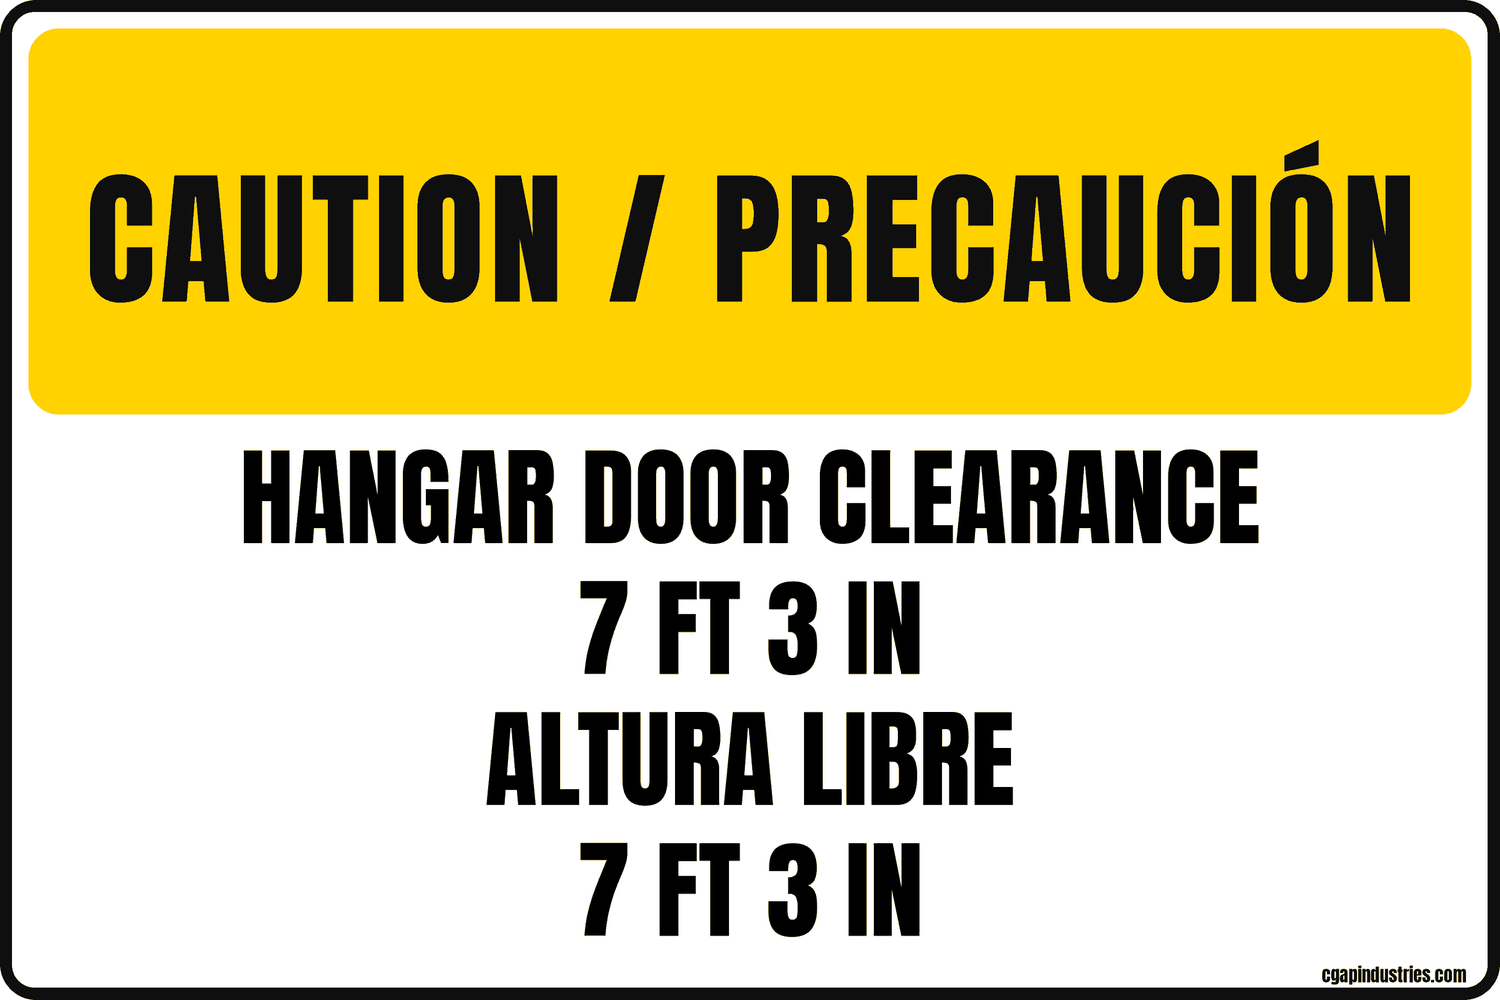 CAUTION / PRECAUCIÓN
HANGAR DOOR CLEARANCE
7 FT 3 IN
ALTURA LIBRE
7 FT 3 IN
cgapindustries.com